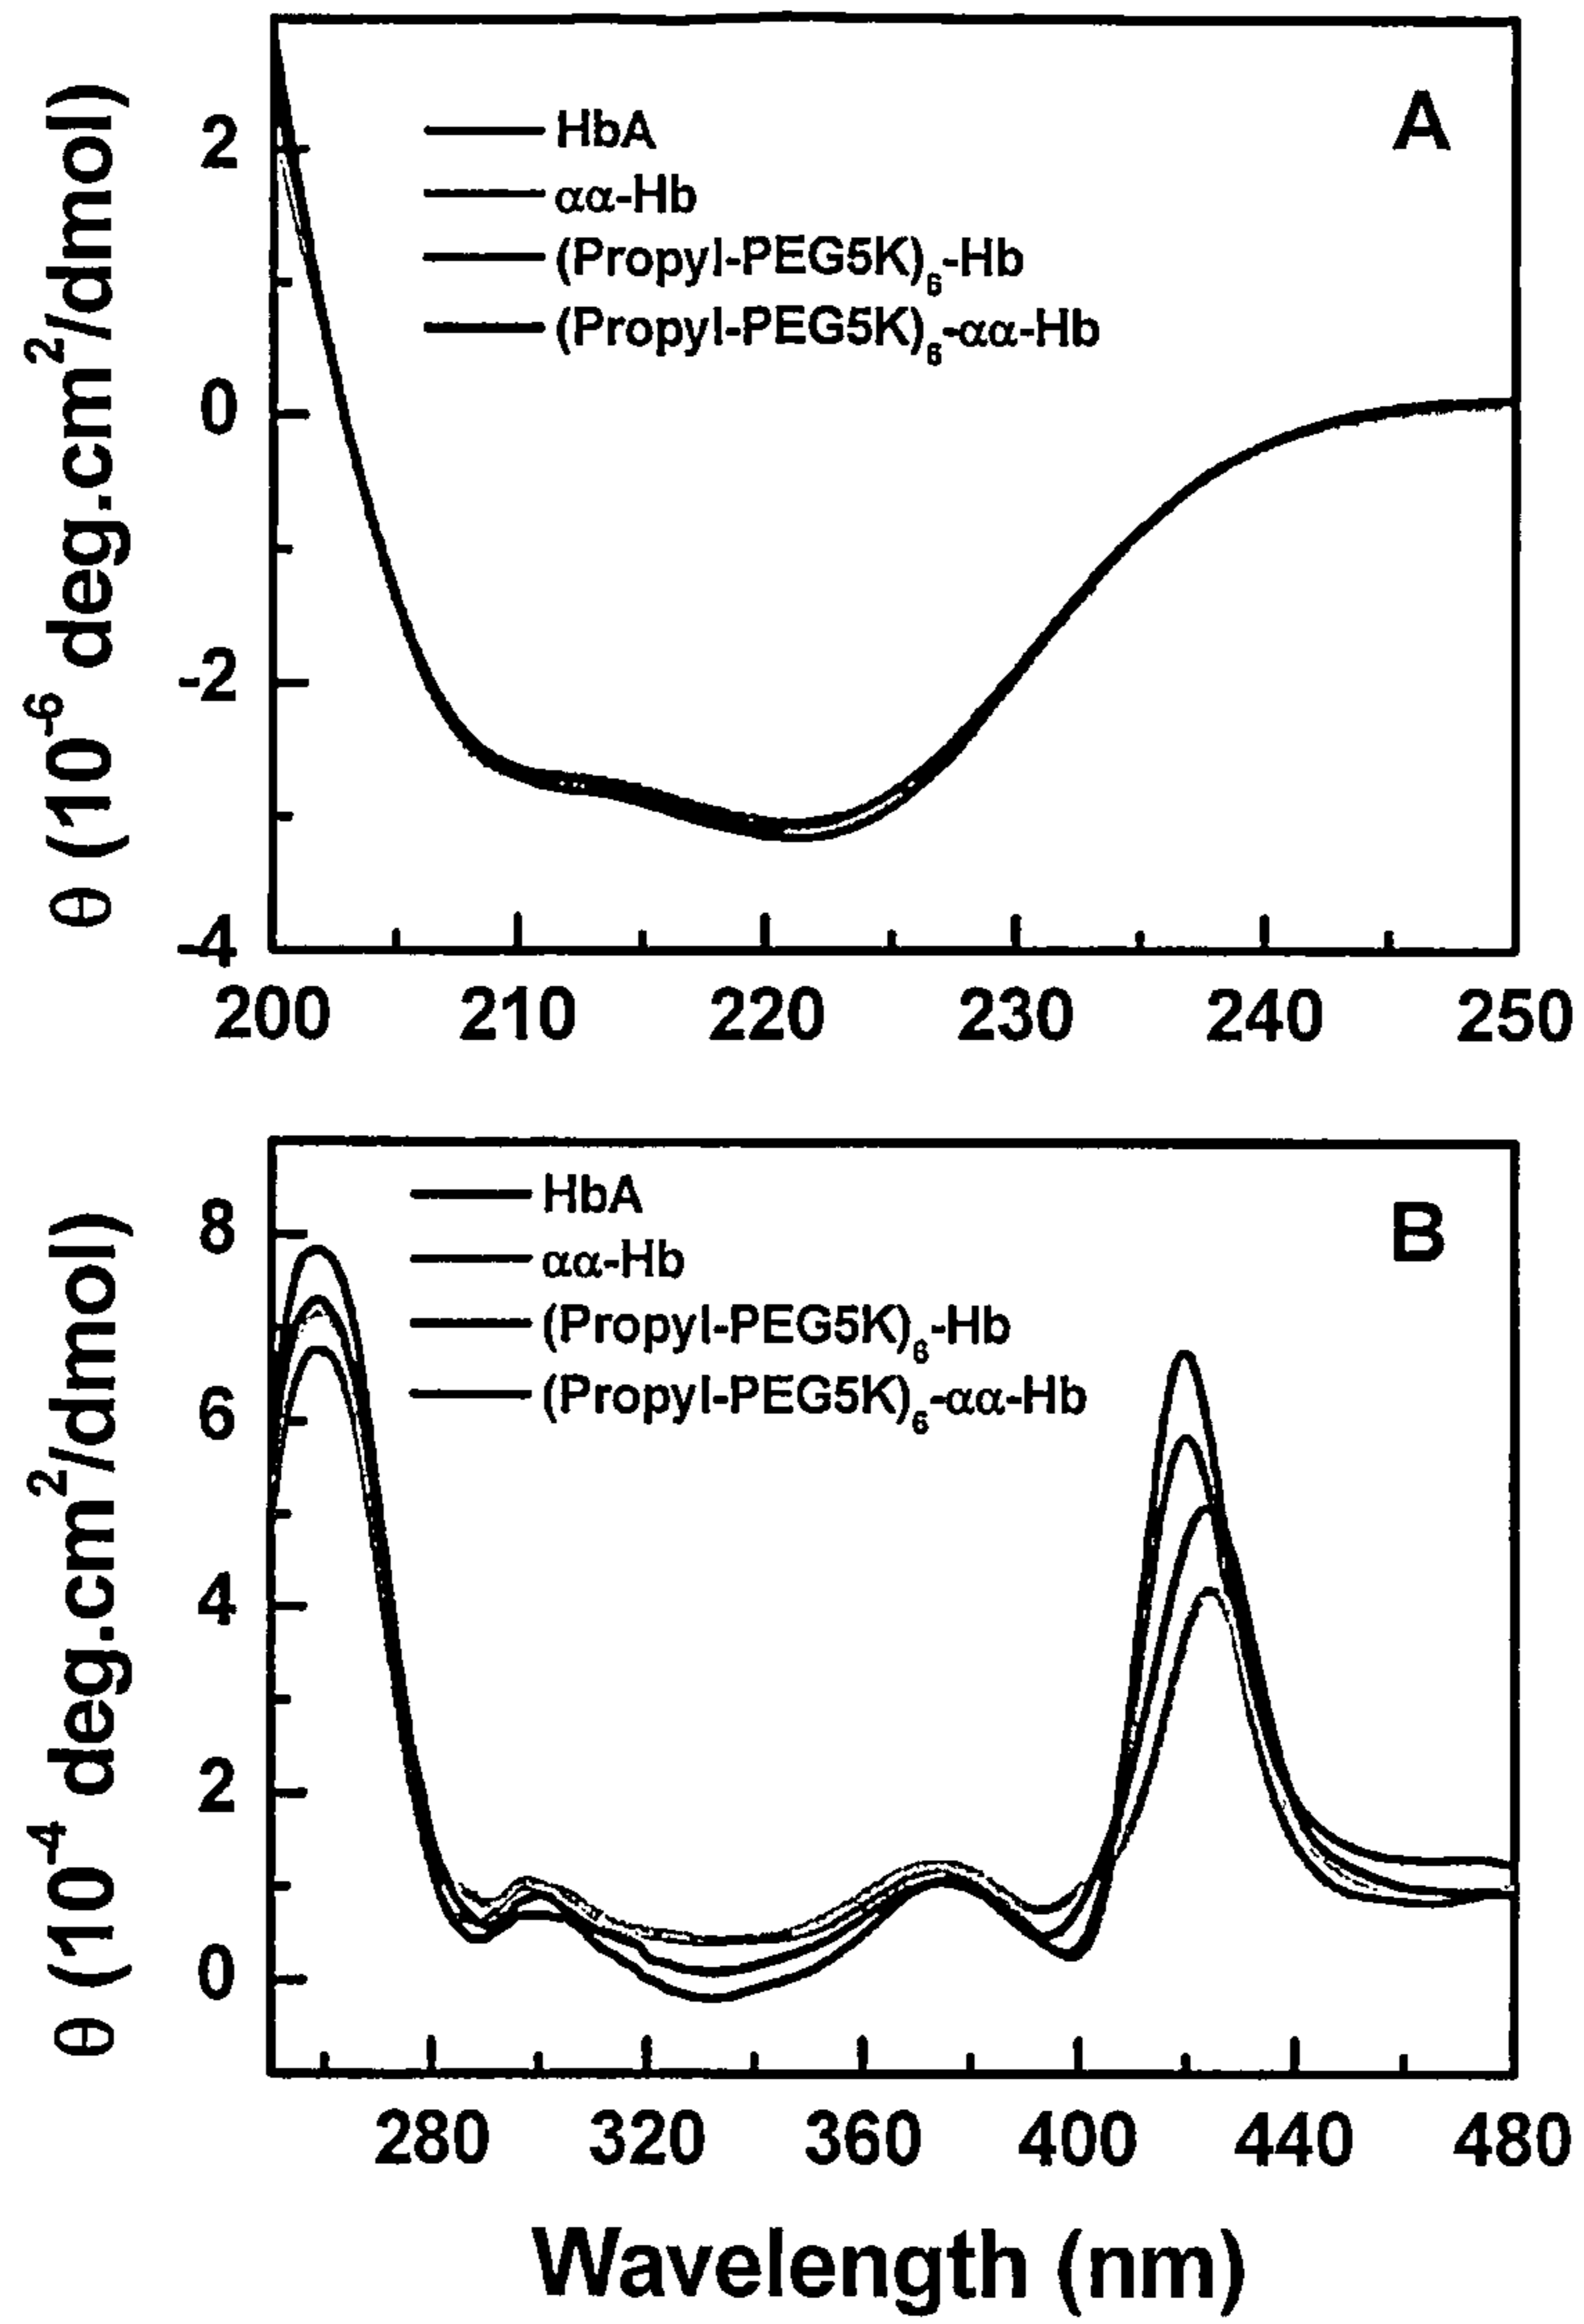 A
HbA
αα-Hb
(Propyl-PEG5K)6-Hb
(Propyl-PEG5K)6-αα-Hb
θ (10-6 deg.cm2/dmol)
2
0
-2
-4
200 210 220 230 240 250
B
HbA
αα-Hb
(Propyl-PEG5K)6-Hb
(Propyl-PEG5K)6-αα-Hb
θ (10-4 deg.cm2/dmol)
8
6
4
2
0
280 320 360 400 440 480
Wavelength (nm)